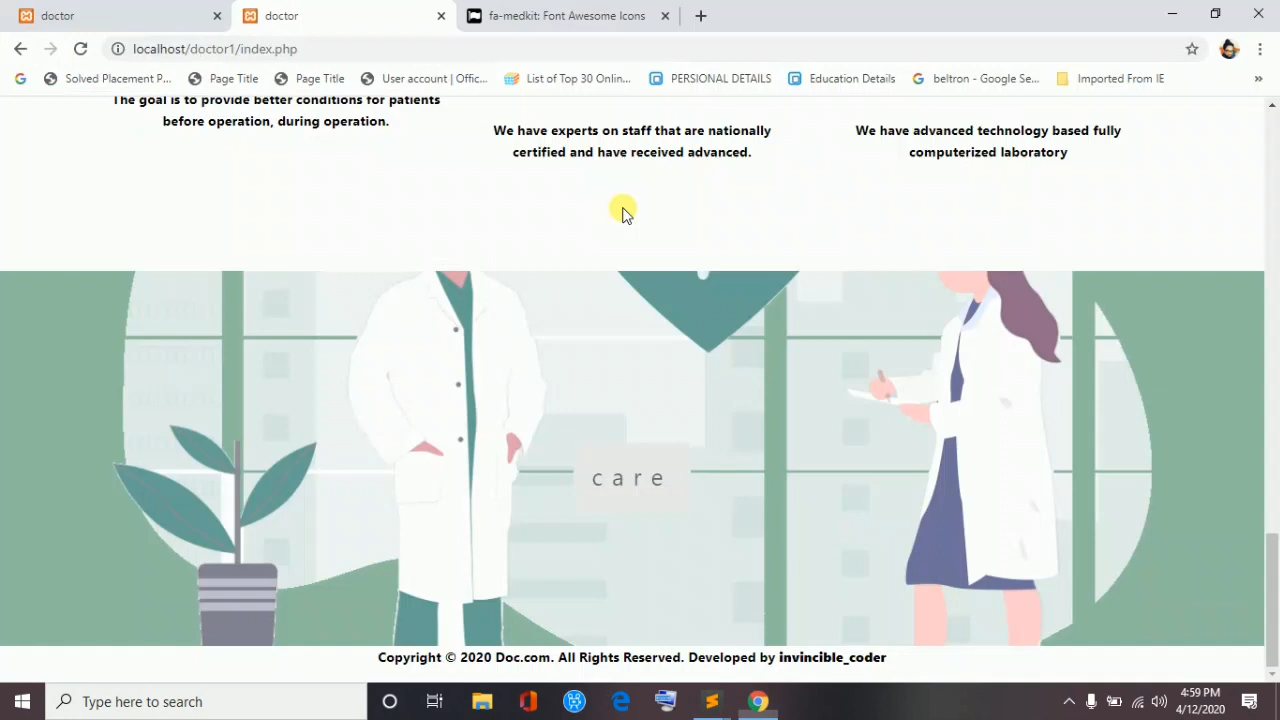 doctor
doctor
fa-medkit: Font Awesome Icons
localhost/doctor1/index.php
Solved Placement P...
Page Title
Page Title
User account | Offic...
List of Top 30 Onlin...
PERSIONAL DETAILS
Education Details
beltron - Google Se...
Imported From IE
The goal is to provide better conditions for patients
before operation, during operation.
We have experts on staff that are nationally
certified and have received advanced.
We have advanced technology based fully
computerized laboratory
care
Copyright © 2020 Doc.com. All Rights Reserved. Developed by invincible_coder
Type here to search
4:59 PM
4/12/2020